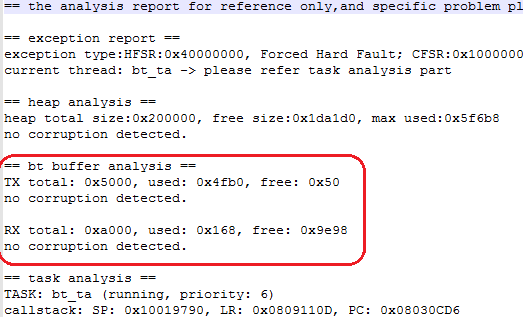 == the analysis report for reference only,and specific problem pl
== exception report ==
exception type:HFSR:0x40000000, Forced Hard Fault; CFSR:0x1000000
current thread: bt_ta -> please refer task analysis part
== heap analysis ==
heap total size:0x200000, free size:0x1da1d0, max used:0x5f6b8
no corruption detected.
== bt buffer analysis ==
TX total: 0x5000, used: 0x4fb0, free: 0x50
no corruption detected.
RX total: 0xa000, used: 0x168, free: 0x9e98
no corruption detected.
== task analysis ==
TASK: bt_ta (running, priority: 6)
callstack: SP: 0x10019790, LR: 0x0809110D, PC: 0x08030CD6